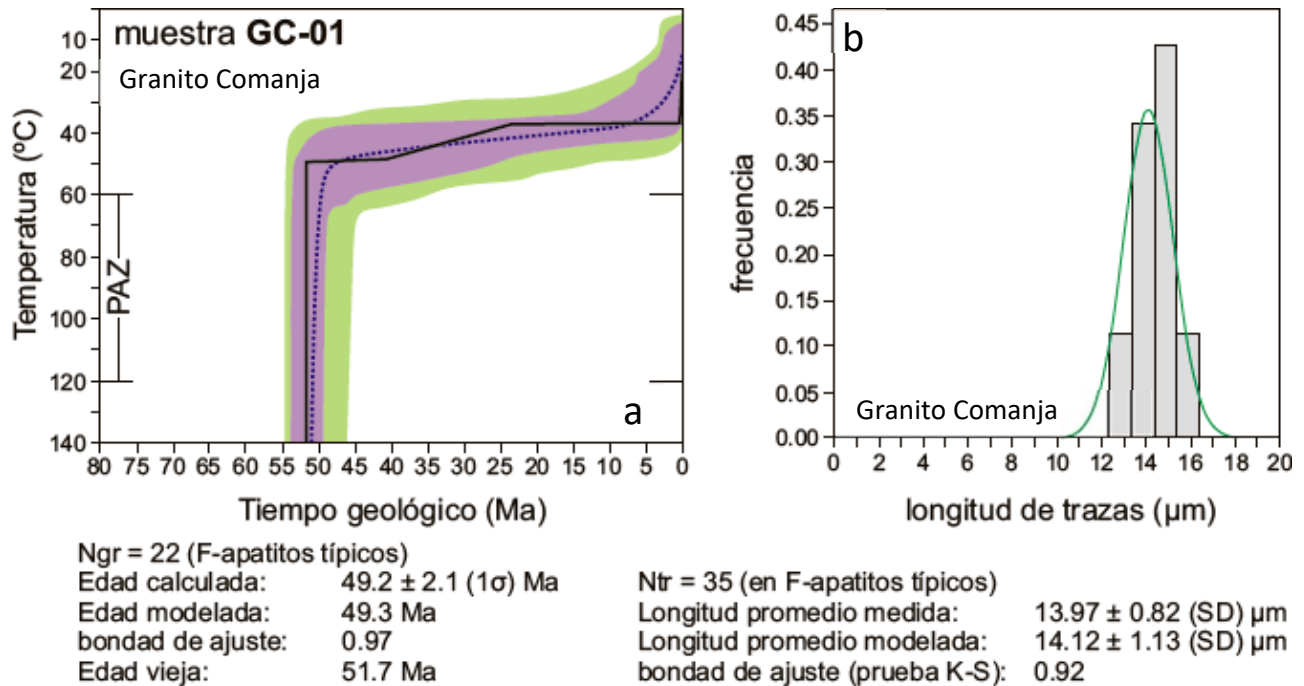 muestra GC-01
Granito Comanja
Temperatura (ºC)
10
20
40
60
80
100
120
140
PAZ
a
80 75 70 65 60 55 50 45 40 35 30 25 20 15 10 5 0
Tiempo geológico (Ma)
b
frecuencia
0.45
0.40
0.35
0.30
0.25
0.20
0.15
0.10
0.05
0.00
Granito Comanja
0 2 4 6 8 10 12 14 16 18 20
longitud de trazas (µm)
Ngr = 22 (F-apatitos típicos)
Edad calculada: 49.2 ± 2.1 (1σ) Ma
Edad modelada: 49.3 Ma
bondad de ajuste: 0.97
Edad vieja: 51.7 Ma
Ntr = 35 (en F-apatitos típicos)
Longitud promedio medida: 13.97 ± 0.82 (SD) µm
Longitud promedio modelada: 14.12 ± 1.13 (SD) µm
bondad de ajuste (prueba K-S): 0.92